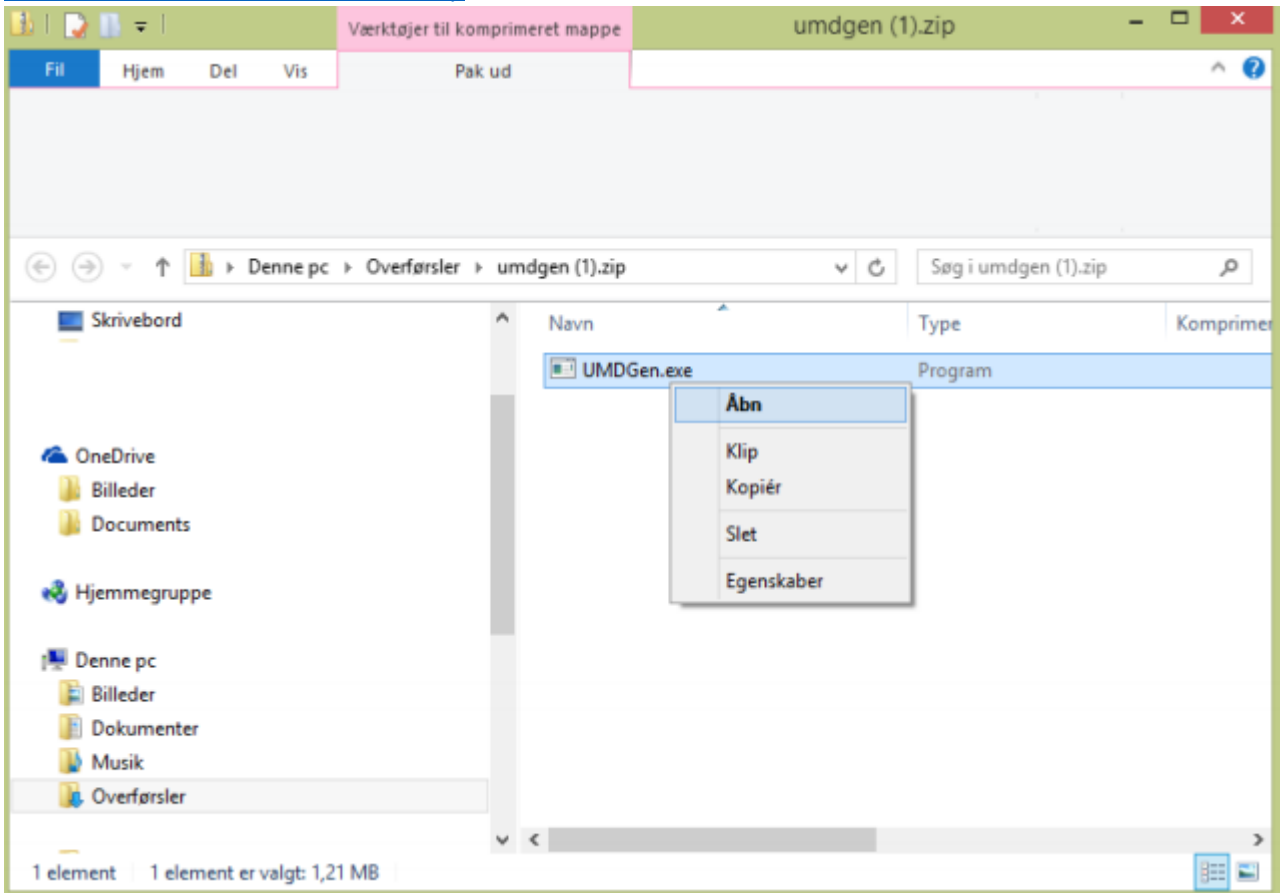 Værktøjer til komprimeret mappe
umdgen (1).zip
Fil Hjem Del Vis Pak ud
Denne pc Overførsler umdgen (1).zip
Søg i umdgen (1).zip
Skrivebord
OneDrive
Billeder
Documents
Hjemmegruppe
Denne pc
Billeder
Dokumenter
Musik
Overførsler
Navn Type Komprimer
UMDGen.exe Program
Åbn
Klip
Kopiér
Slet
Egenskaber
1 element 1 element er valgt: 1,21 MB